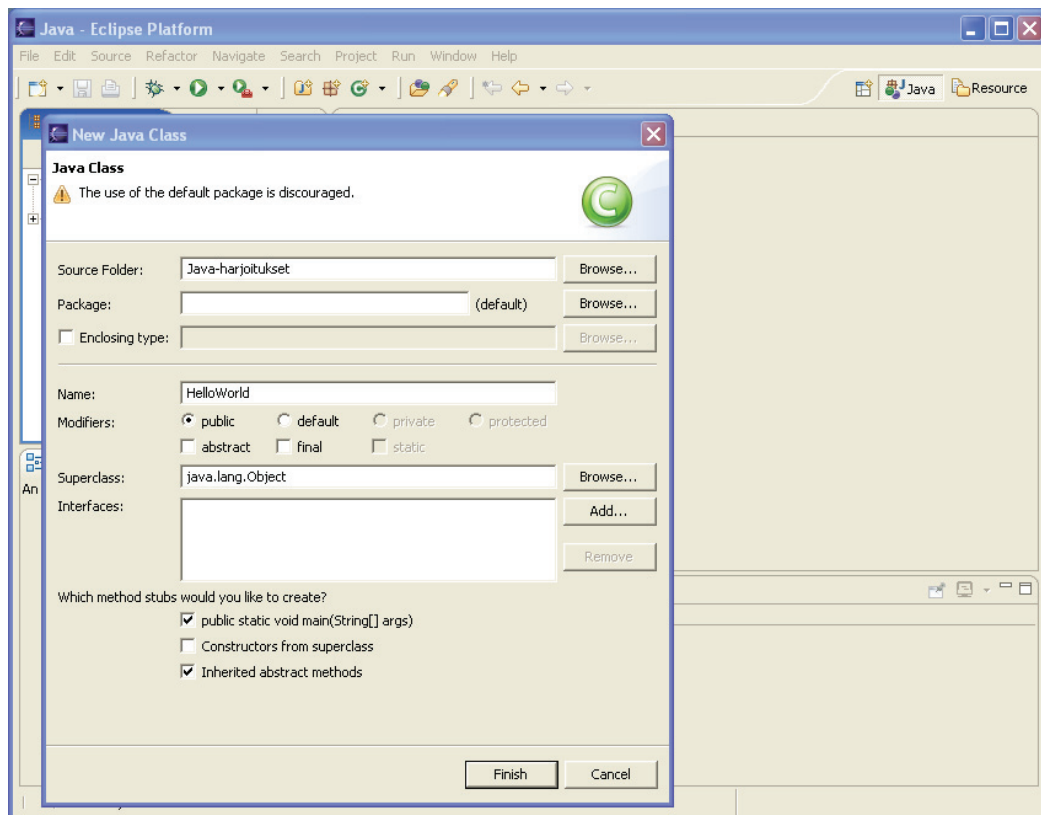 Java - Eclipse Platform
File Edit Source Refactor Navigate Search Project Run Window Help
Java Resource
New Java Class
Java Class
The use of the default package is discouraged.
Source Folder: Java-harjoitukset Browse...
Package: (default) Browse...
Enclosing type: Browse...
Name: HelloWorld
Modifiers: public default private protected
abstract final static
Superclass: java.lang.Object Browse...
An
Interfaces: Add...
Remove
Which method stubs would you like to create?
public static void main(String[] args)
Constructors from superclass
Inherited abstract methods
Finish Cancel